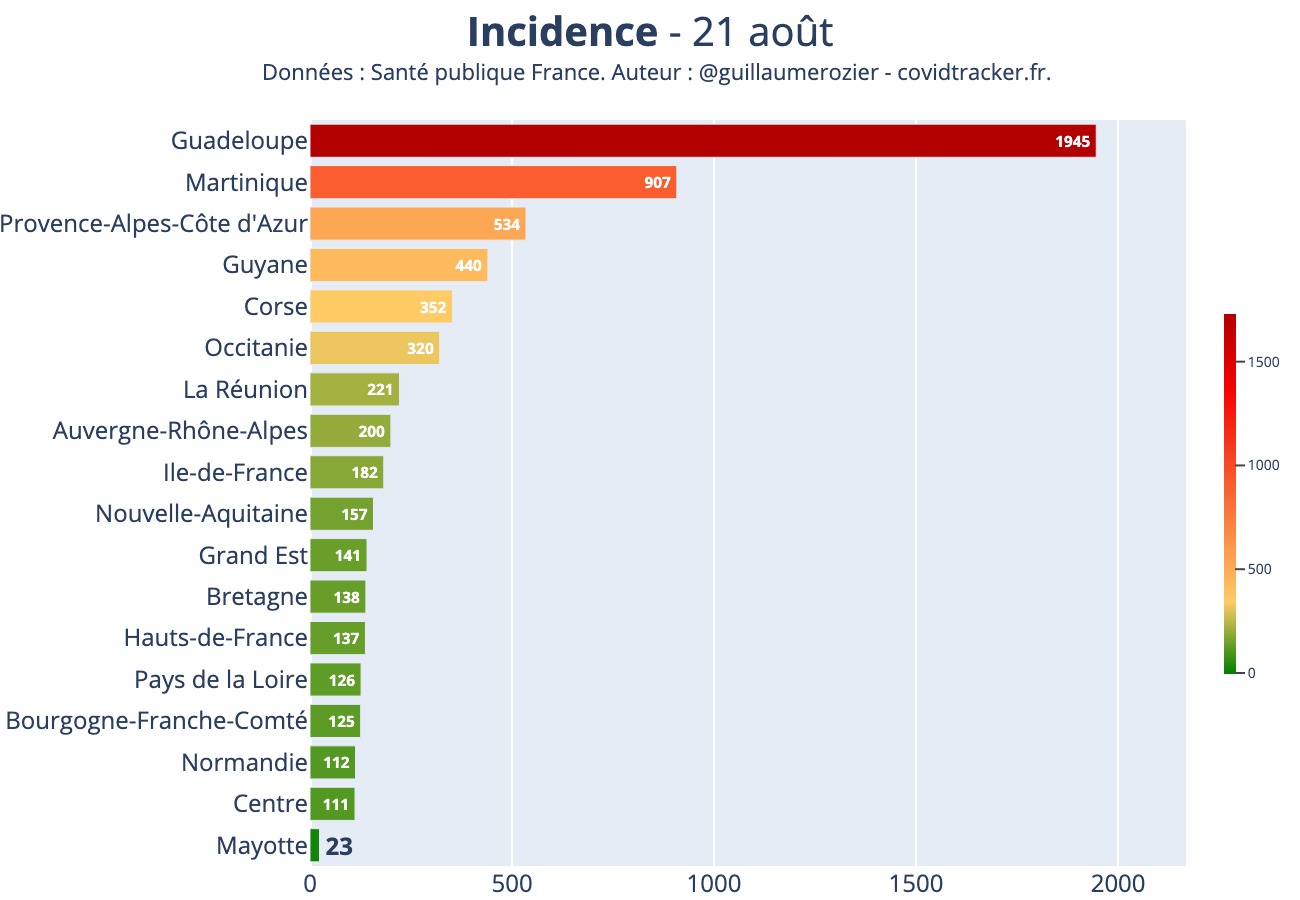 Incidence - 21 août
Données : Santé publique France. Auteur : @guillaumerozier - covidtracker.fr.
Guadeloupe 1945
Martinique 907
Provence-Alpes-Côte d'Azur 534
Guyane 440
Corse 352
Occitanie 320
La Réunion 221
Auvergne-Rhône-Alpes 200
Ile-de-France 182
Nouvelle-Aquitaine 157
Grand Est 141
Bretagne 138
Hauts-de-France 137
Pays de la Loire 126
Bourgogne-Franche-Comté 125
Normandie 112
Centre 111
Mayotte 23
0 500 1000 1500 2000
1500
1000
500
0